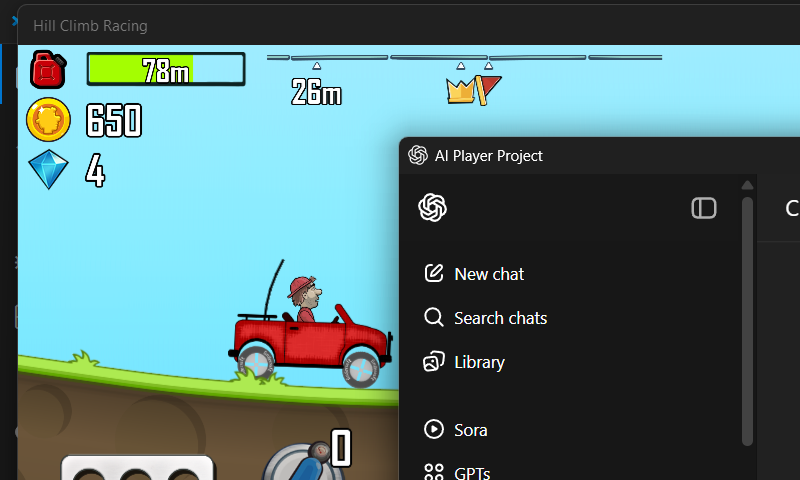 Hill Climb Racing
78m
26m
650
4
AI Player Project
C
New chat
Search chats
Library
Sora
GPTs
0